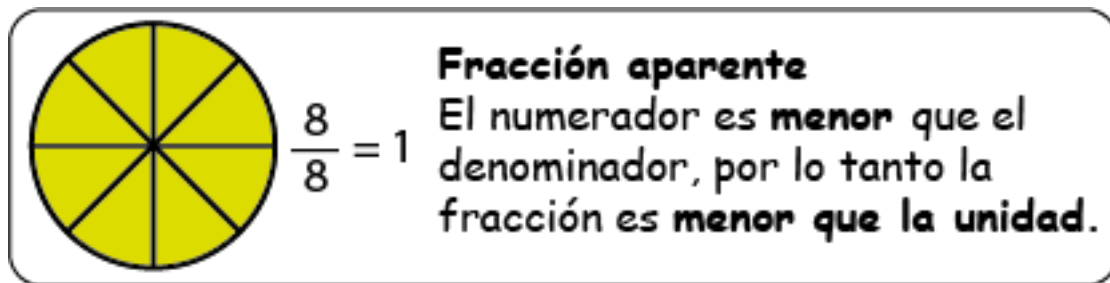 Fracción aparente
El numerador es menor que el
denominador, por lo tanto la
fracción es menor que la unidad.
8/8 = 1